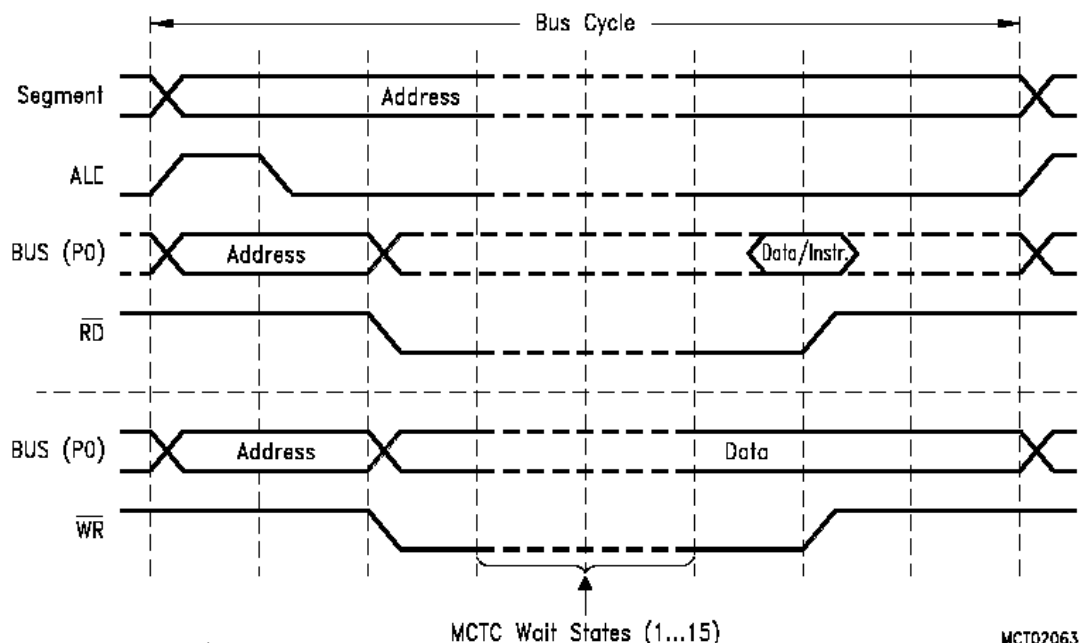 Bus Cycle
Segment
Address
ALE
BUS (P0)
Address
Data/Instr.
RD
BUS (P0)
Address
Data
WR
MCTC Wait States (1...15)
MCT02063